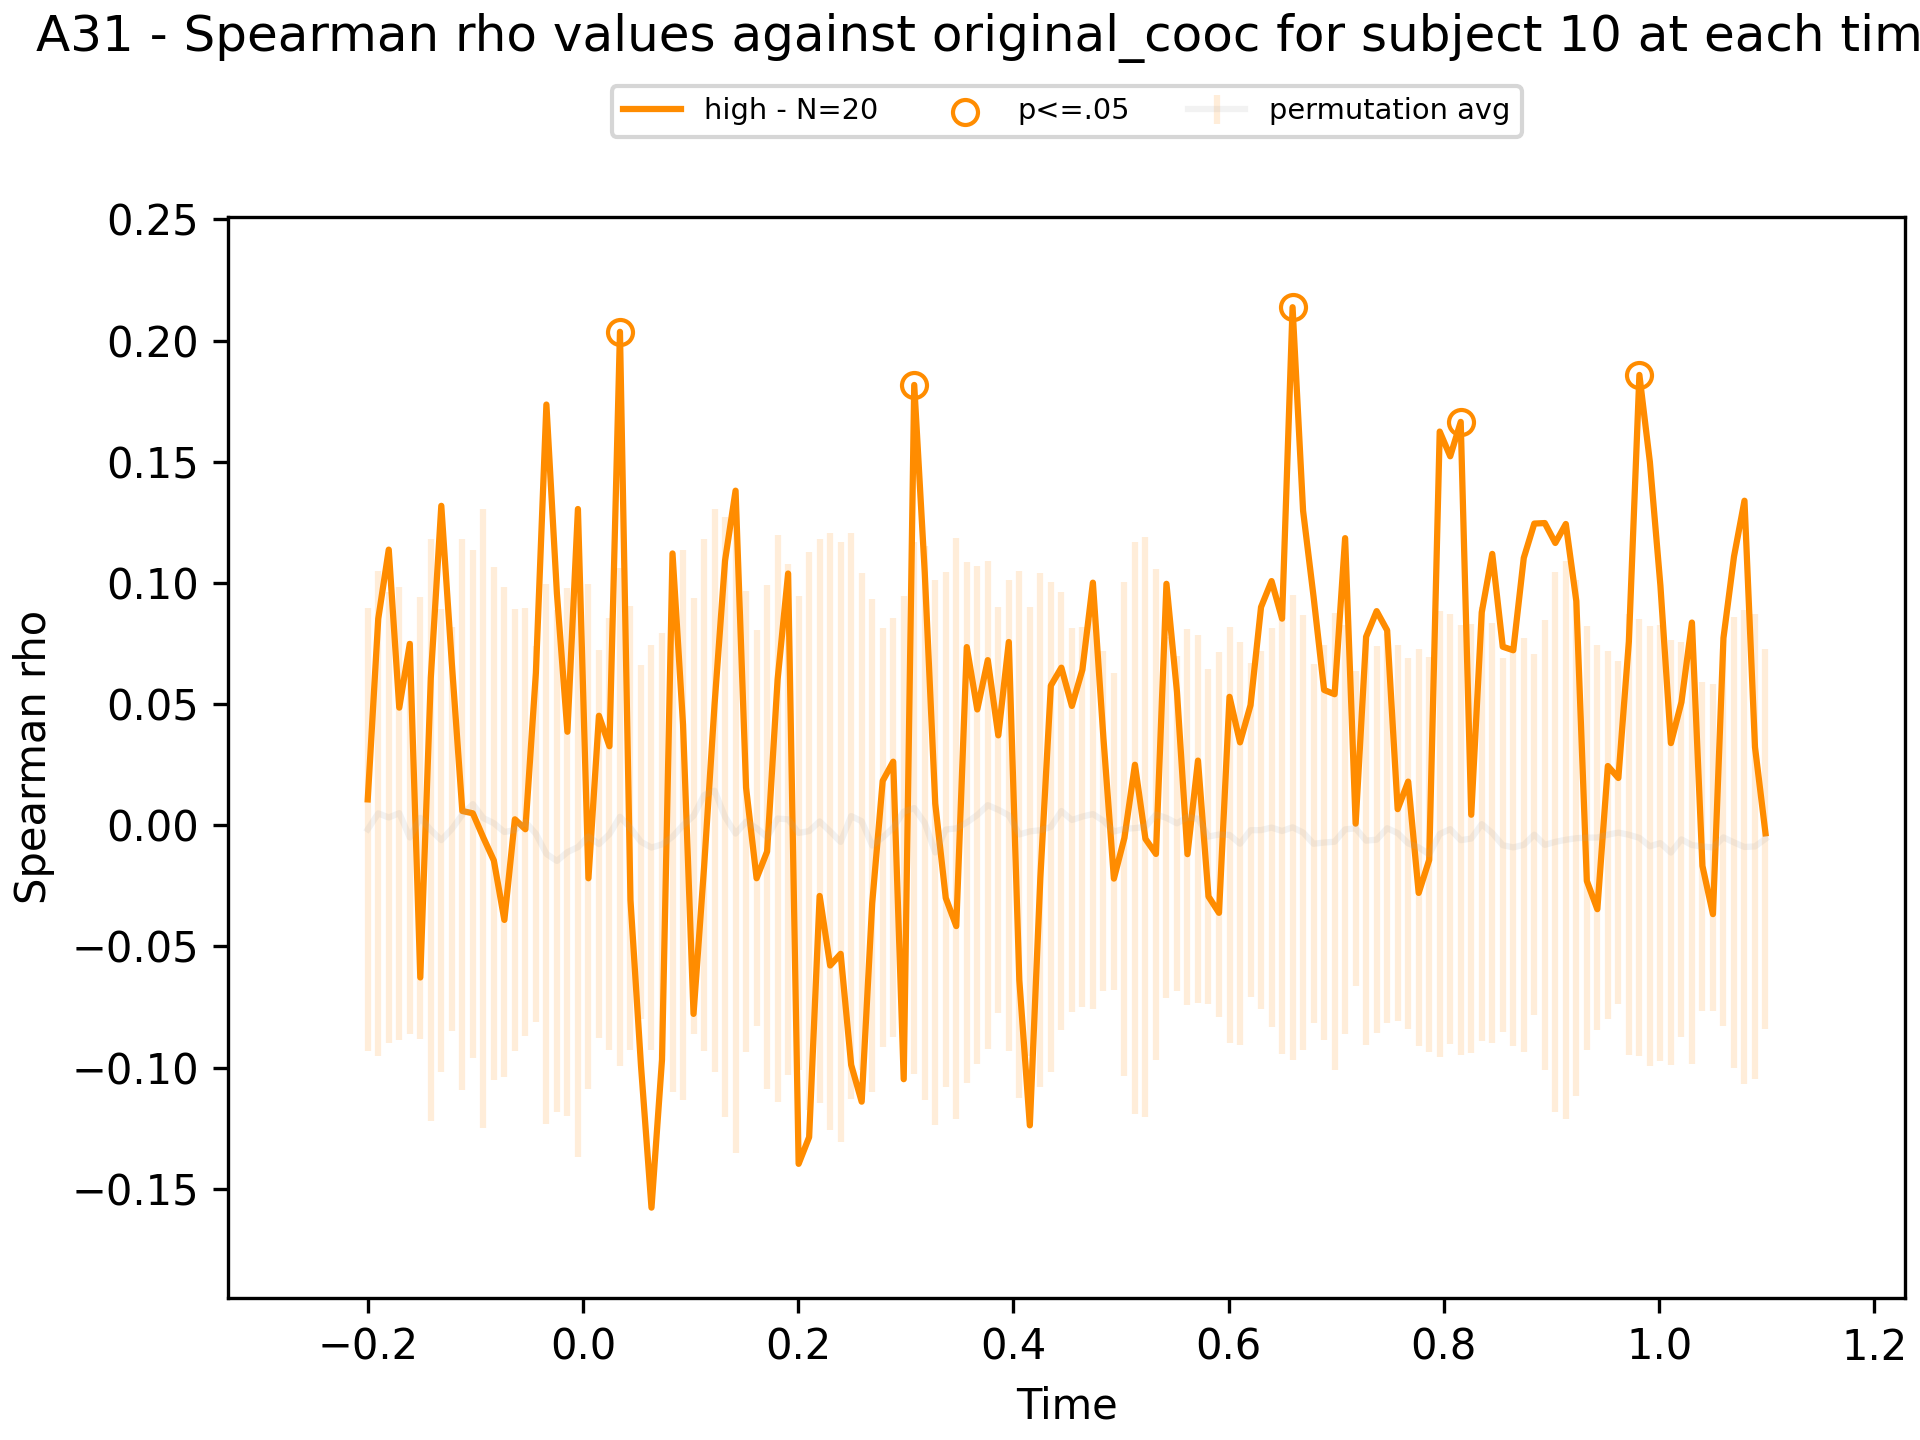 A31 - Spearman rho values against original_cooc for subject 10 at each tim
high - N=20 p<=.05 permutation avg
0.25
0.20
0.15
0.10
0.05
0.00
−0.05
−0.10
−0.15
Spearman rho
−0.2 0.0 0.2 0.4 0.6 0.8 1.0 1.2
Time